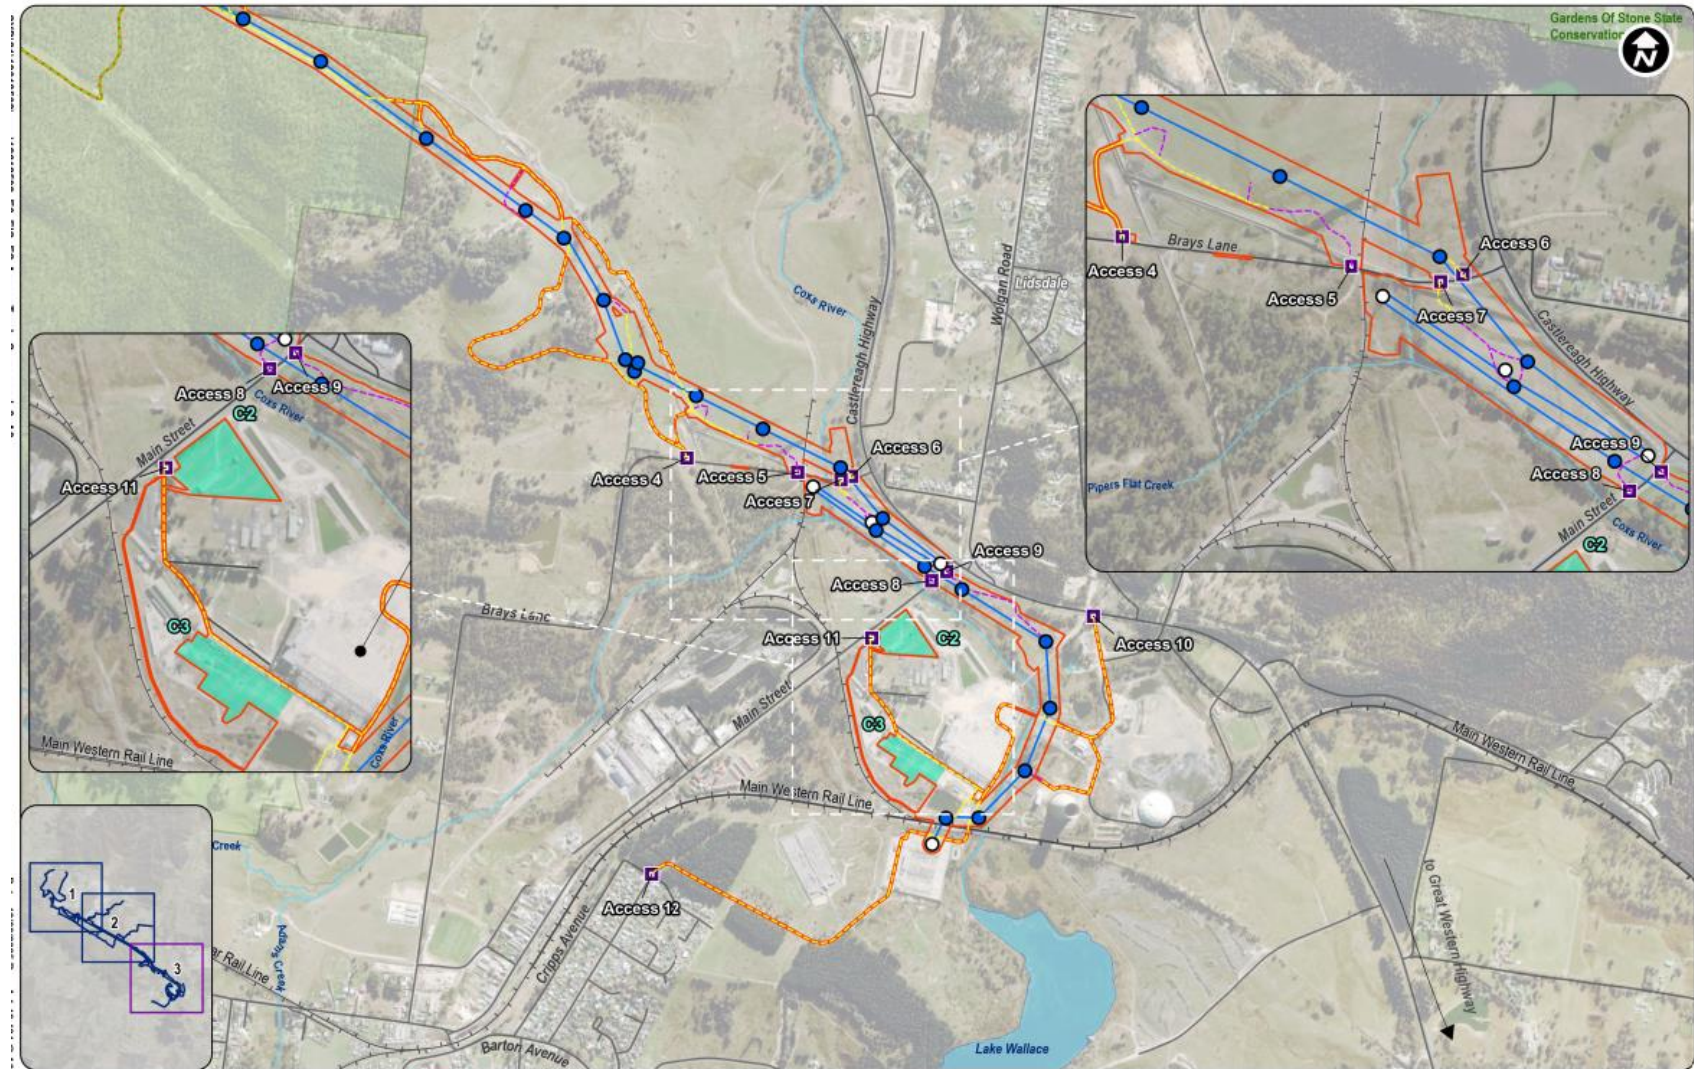 Gardens Of Stone State
Conservation
N
Brays Lane
Access 4
Access 5
Access 6
Access 7
Castlereagh Highway
Access 9
Access 8
Main Street
Coxs River
Pipers Flat Creek
C2
Coxs River
Castlereagh Highway
Wolgan Road
Lidsdale
Access 6
Access 4
Access 5
Access 7
Access 9
Access 8
Access 10
Access 11
C2
C3
Brays Lane
Main Street
Main Western Rail Line
Main Western Rail Line
Access 8
Access 9
C2
Coxs River
Main Street
Access 11
C3
Main Western Rail Line
Coxs River
Creek
1
2
3
ar Rail Line
Adams Creek
Access 12
Cripps Avenue
Barton Avenue
Lake Wallace
to Great Western Highway